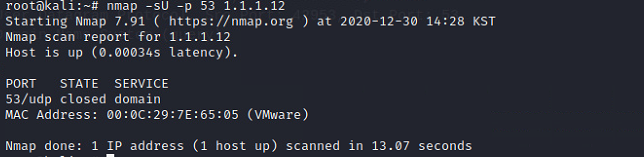 root@kali:~# nmap -sU -p 53 1.1.1.12
Starting Nmap 7.91 ( https://nmap.org ) at 2020-12-30 14:28 KST
Nmap scan report for 1.1.1.12
Host is up (0.00034s latency).
PORT   STATE  SERVICE
53/udp closed domain
MAC Address: 00:0C:29:7E:65:05 (VMware)
Nmap done: 1 IP address (1 host up) scanned in 13.07 seconds